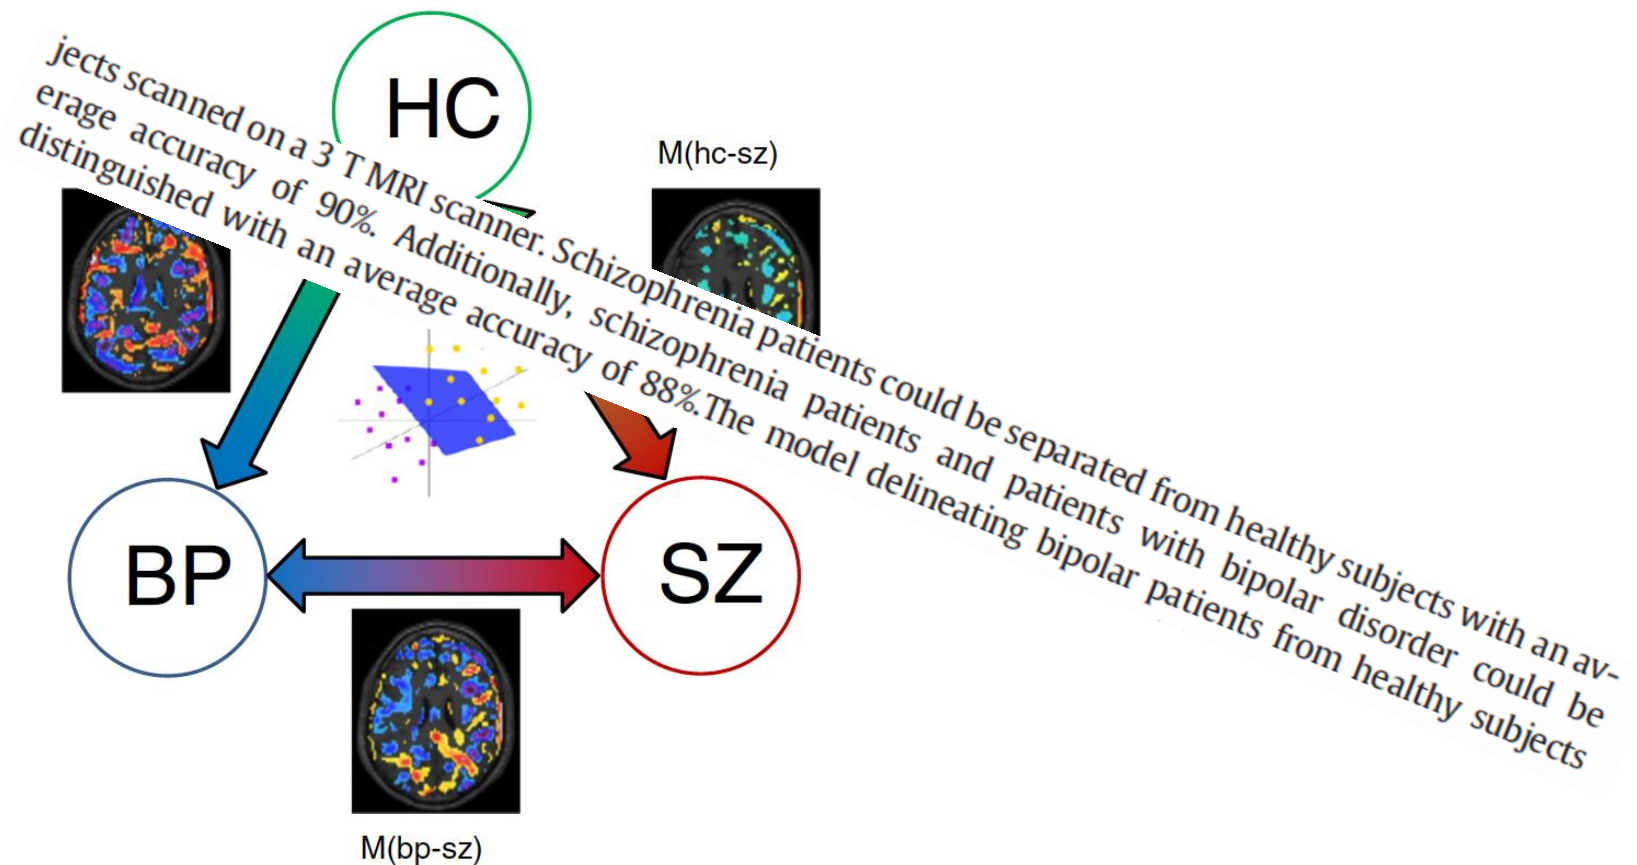 HC
jects scanned on a 3 T MRI scanner. Schizophrenia patients could be separated from healthy subjects with an av-
erage accuracy of 90%. Additionally, schizophrenia patients and patients with bipolar disorder could be
distinguished with an average accuracy of 88%.The model delineating bipolar patients from healthy subjects
M(hc-sz)
BP
SZ
M(bp-sz)